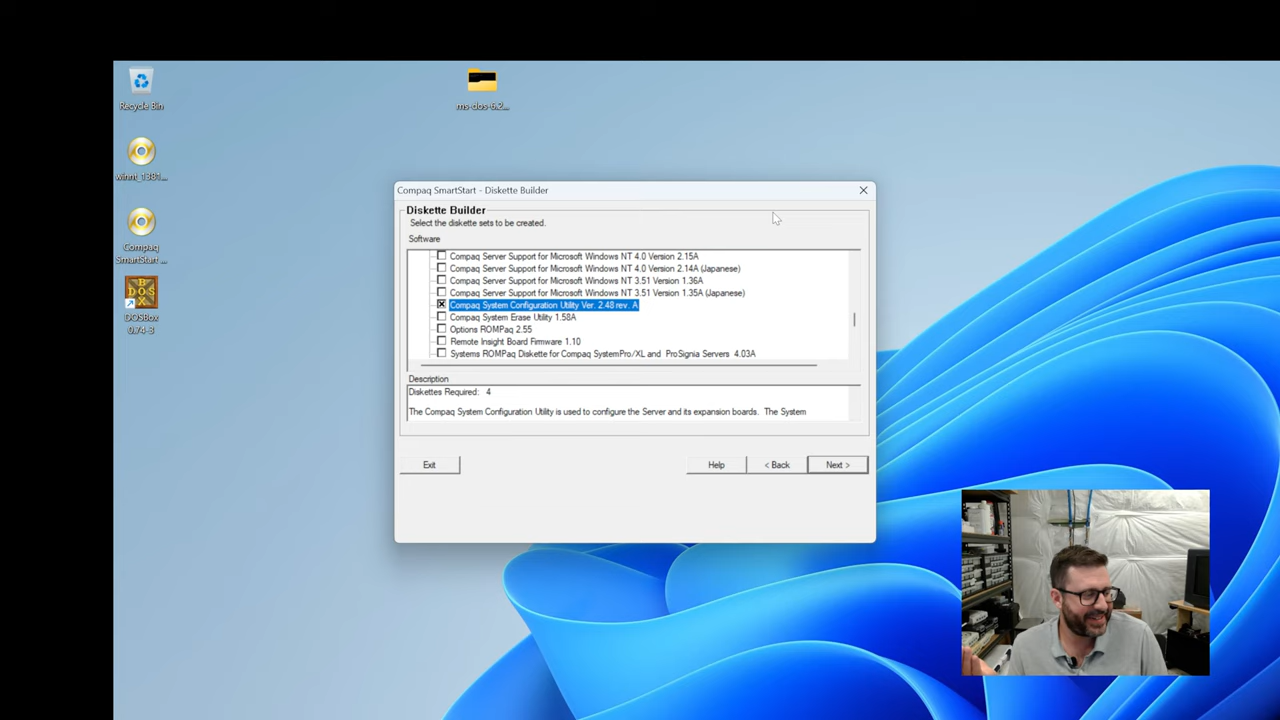 Recycle Bin
ms-dos-6.2...
winnt_1381...
Compaq
SmartStart ...
DOSBox
0.74-3
Compaq SmartStart - Diskette Builder
Diskette Builder
Select the diskette sets to be created.
Software
Compaq Server Support for Microsoft Windows NT 4.0 Version 2.15A
Compaq Server Support for Microsoft Windows NT 4.0 Version 2.14A (Japanese)
Compaq Server Support for Microsoft Windows NT 3.51 Version 1.36A
Compaq Server Support for Microsoft Windows NT 3.51 Version 1.35A (Japanese)
Compaq System Configuration Utility Ver. 2.48 rev. A
Compaq System Erase Utility 1.58A
Options ROMPaq 2.55
Remote Insight Board Firmware 1.10
Systems ROMPaq Diskette for Compaq SystemPro/XL and ProSignia Servers 4.03A
Description
Diskettes Required: 4
The Compaq System Configuration Utility is used to configure the Server and its expansion boards. The System
Exit
Help
< Back
Next >